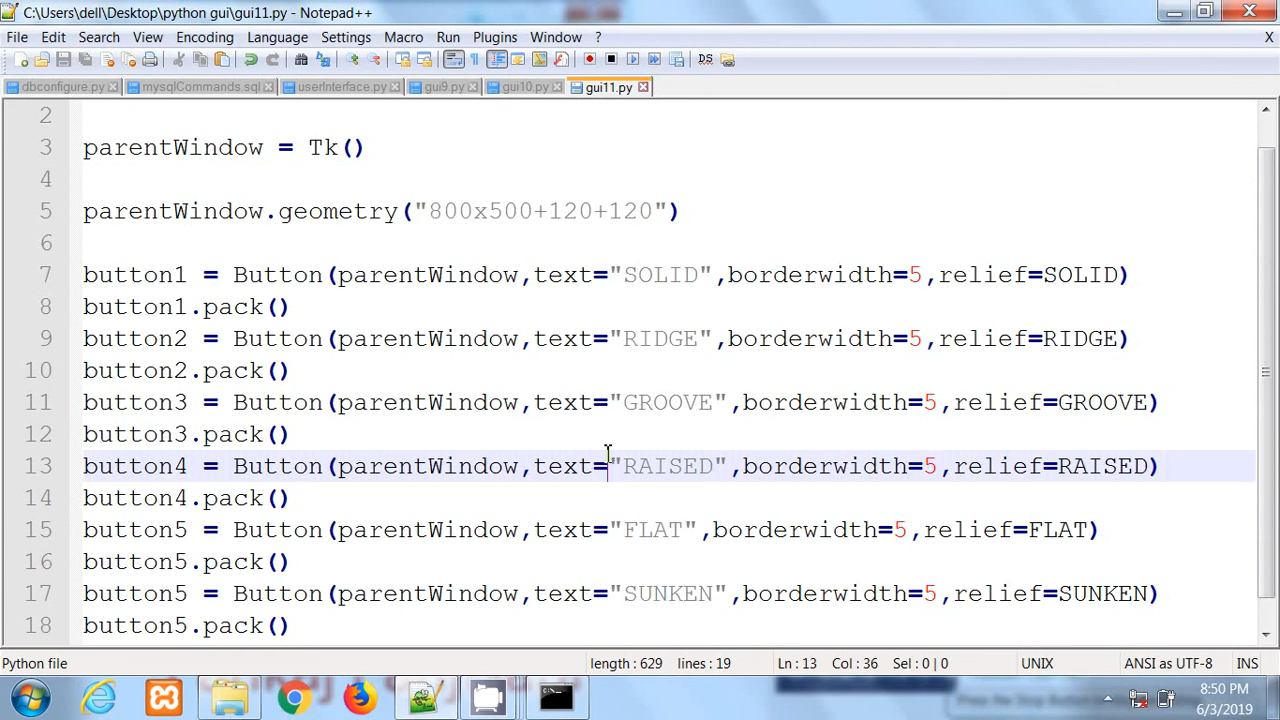 C:\Users\dell\Desktop\python gui\gui11.py - Notepad++
File Edit Search View Encoding Language Settings Macro Run Plugins Window ? X
dbconfigure.py mysqlCommands.sql userInterface.py gui9.py gui10.py gui11.py
2
3 parentWindow = Tk()
4
5 parentWindow.geometry("800x500+120+120")
6
7 button1 = Button(parentWindow,text="SOLID",borderwidth=5,relief=SOLID)
8 button1.pack()
9 button2 = Button(parentWindow,text="RIDGE",borderwidth=5,relief=RIDGE)
10 button2.pack()
11 button3 = Button(parentWindow,text="GROOVE",borderwidth=5,relief=GROOVE)
12 button3.pack()
13 button4 = Button(parentWindow,text="RAISED",borderwidth=5,relief=RAISED)
14 button4.pack()
15 button5 = Button(parentWindow,text="FLAT",borderwidth=5,relief=FLAT)
16 button5.pack()
17 button5 = Button(parentWindow,text="SUNKEN",borderwidth=5,relief=SUNKEN)
18 button5.pack()
Python file length : 629 lines : 19 Ln : 13 Col : 36 Sel : 0 | 0 UNIX ANSI as UTF-8 INS
8:50 PM
6/3/2019